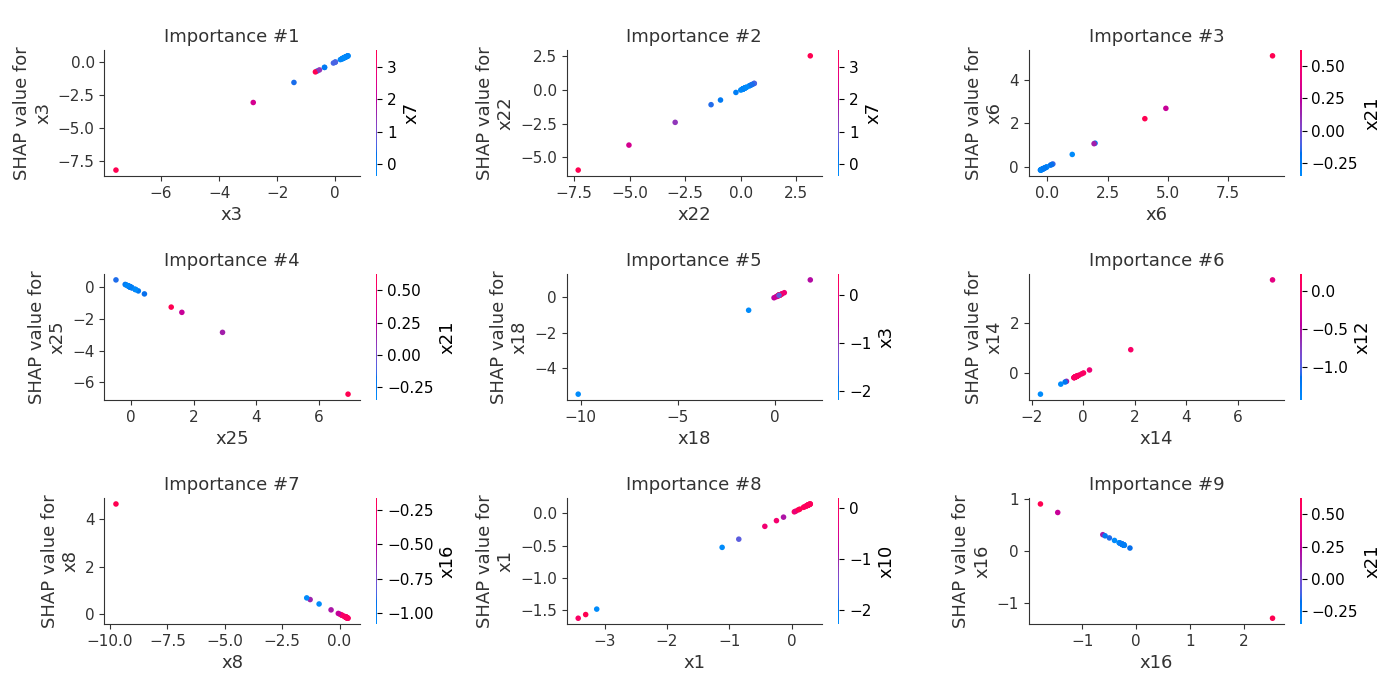 Importance #1
SHAP value for
x3
0.0
−2.5
−5.0
−7.5
−6
−4
−2
0
x3
3
2
1
0
x7
Importance #2
SHAP value for
x22
2.5
0.0
−2.5
−5.0
−7.5
−5.0
−2.5
0.0
2.5
x22
3
2
1
0
x7
Importance #3
SHAP value for
x6
4
2
0
0.0
2.5
5.0
7.5
x6
0.50
0.25
0.00
−0.25
x21
Importance #4
SHAP value for
x25
0
−2
−4
−6
0
2
4
6
x25
0.50
0.25
0.00
−0.25
x21
Importance #5
SHAP value for
x18
0
−2
−4
−10
−5
0
x18
0
−1
−2
x3
Importance #6
SHAP value for
x14
2
0
−2
0
2
4
6
x14
0.0
−0.5
−1.0
x12
Importance #7
SHAP value for
x8
4
2
0
−10.0
−7.5
−5.0
−2.5
0.0
x8
−0.25
−0.50
−0.75
−1.00
x16
Importance #8
SHAP value for
x1
0.0
−0.5
−1.0
−1.5
−3
−2
−1
0
x1
0
−1
−2
x10
Importance #9
SHAP value for
x16
1
0
−1
−1
0
1
2
x16
0.50
0.25
0.00
−0.25
x21